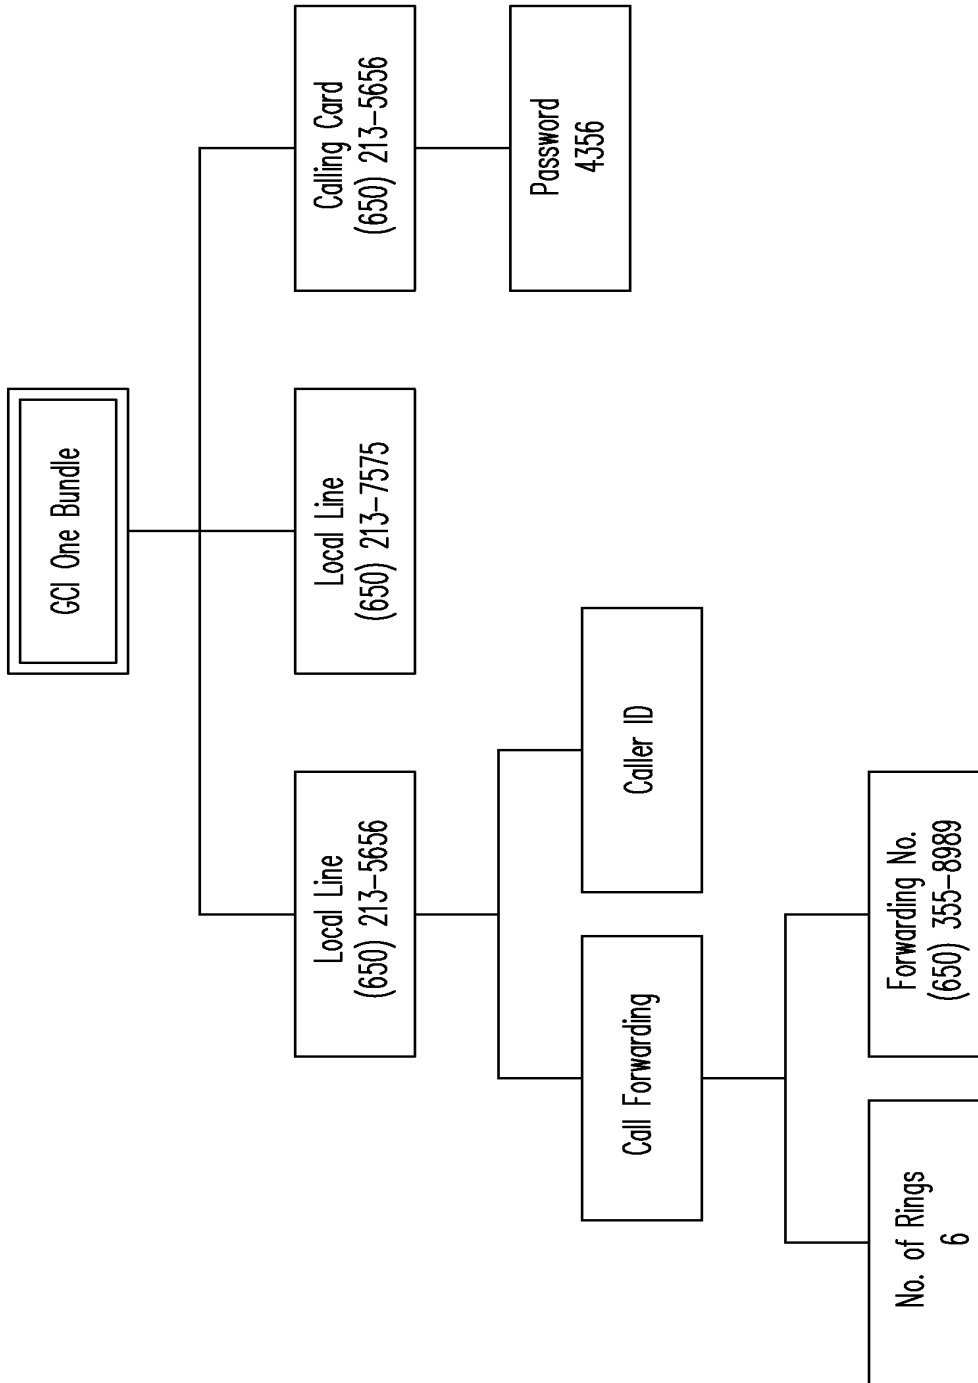 GCI One Bundle
Local Line
(650) 213-5656
Local Line
(650) 213-7575
Calling Card
(650) 213-5656
Call Forwarding
Caller ID
Password
4356
No. of Rings
6
Forwarding No.
(650) 355-8989